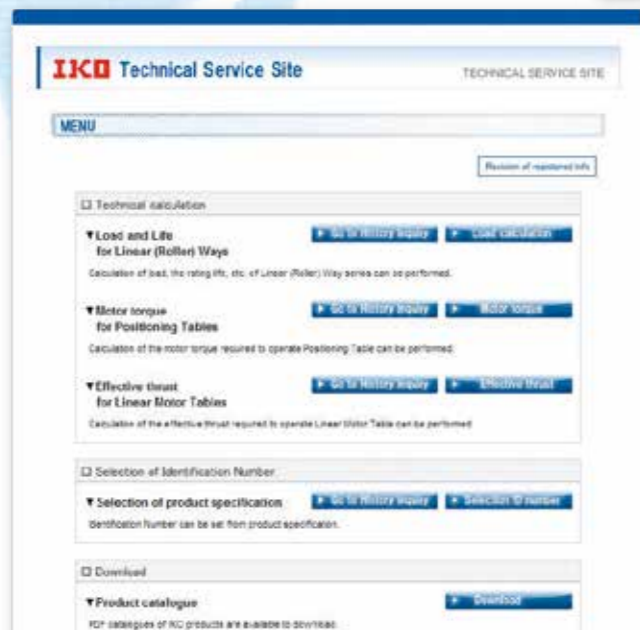 IKO Technical Service Site
TECHNICAL SERVICE SITE
MENU
Revision of registered info
Technical calculation
▼Load and Life
for Linear (Roller) Ways
Go to History inquiry
Load calculation
Calculation of load, the rating life, etc. of Linear (Roller) Way series can be performed.
▼Motor torque
for Positioning Tables
Go to History inquiry
Motor torque
Calculation of the motor torque required to operate Positioning Table can be performed.
▼Effective thrust
for Linear Motor Tables
Go to History inquiry
Effective thrust
Calculation of the effective thrust required to operate Linear Motor Table can be performed
Selection of Identification Number
▼Selection of product specification
Go to History inquiry
Selection ID number
Identification Number can be set from product specification.
Download
▼Product catalogue
Download
PDF catalogues of IKO products are available to download.